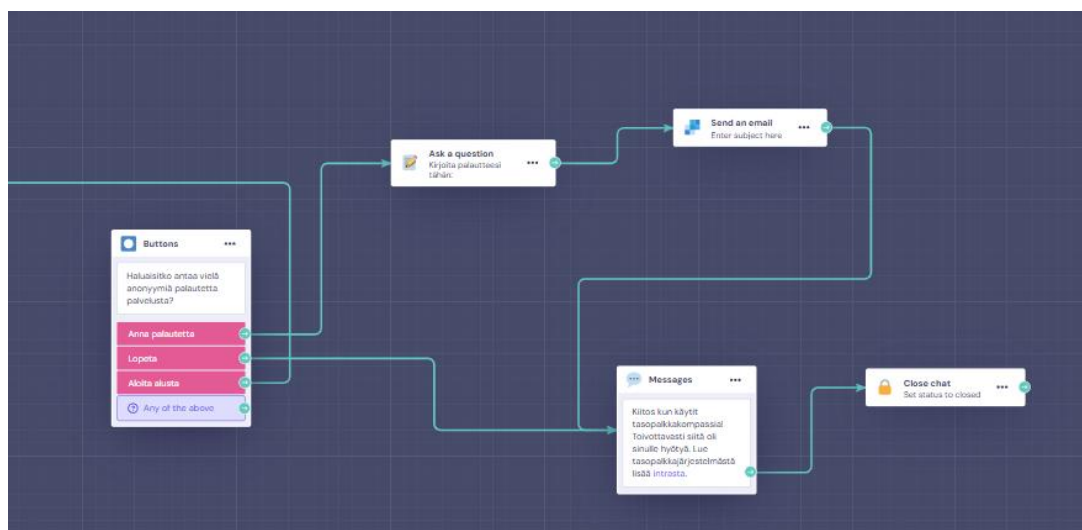 Send an email
Enter subject here
Ask a question
Kirjoita palautteesi
tähän:
Buttons
Haluaisitko antaa vielä
anonyymiä palautetta
palvelusta?
Anna palautetta
Lopeta
Aloita alusta
Any of the above
Messages
Kiitos kun käytit
tasopalkkakompassia!
Toivottavasti siitä oli
sinulle hyötyä. Lue
tasopalkkajärjestelmästä
lisää intrasta.
Close chat
Set status to closed